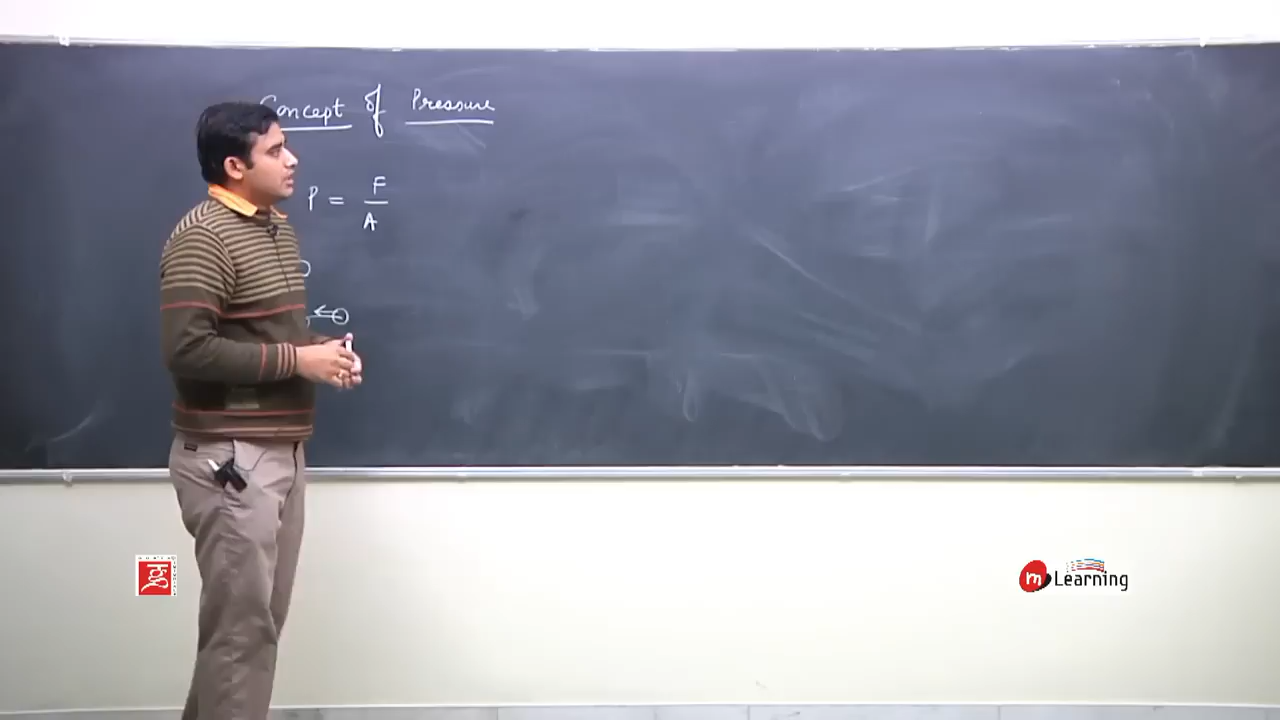 Concept of Pressure
P = F/A
m Learning